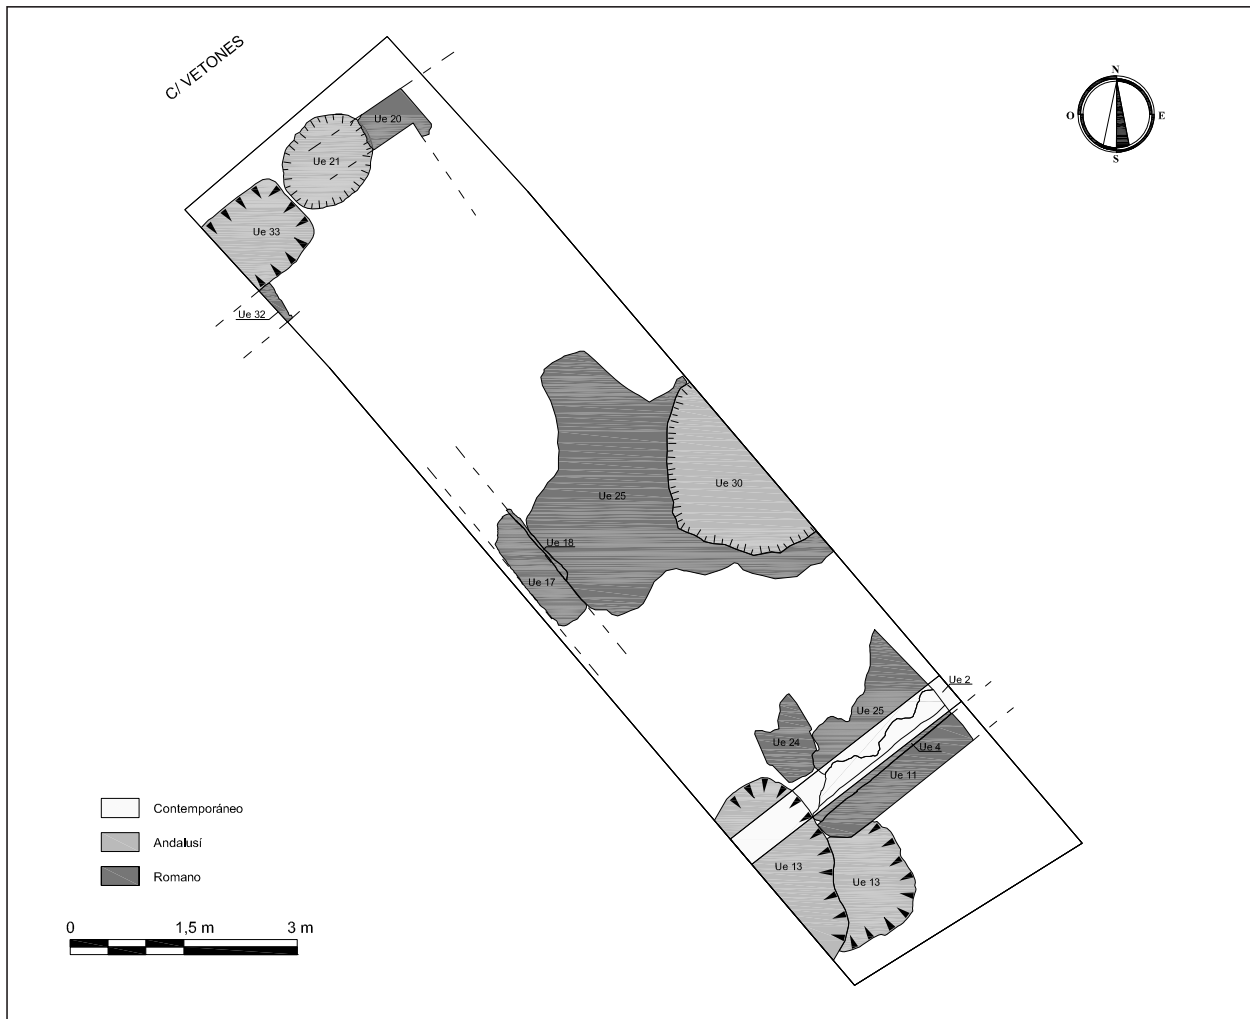 C/ VETONES
N
O
E
S
Ue 20
Ue 21
Ue 33
Ue 32
Ue 30
Ue 25
Ue 18
Ue 17
Ue 2
Ue 25
Ue 24
Ue 4
Ue 11
Ue 13
Ue 13
Contemporáneo
Andalusí
Romano
0 1,5 m 3 m